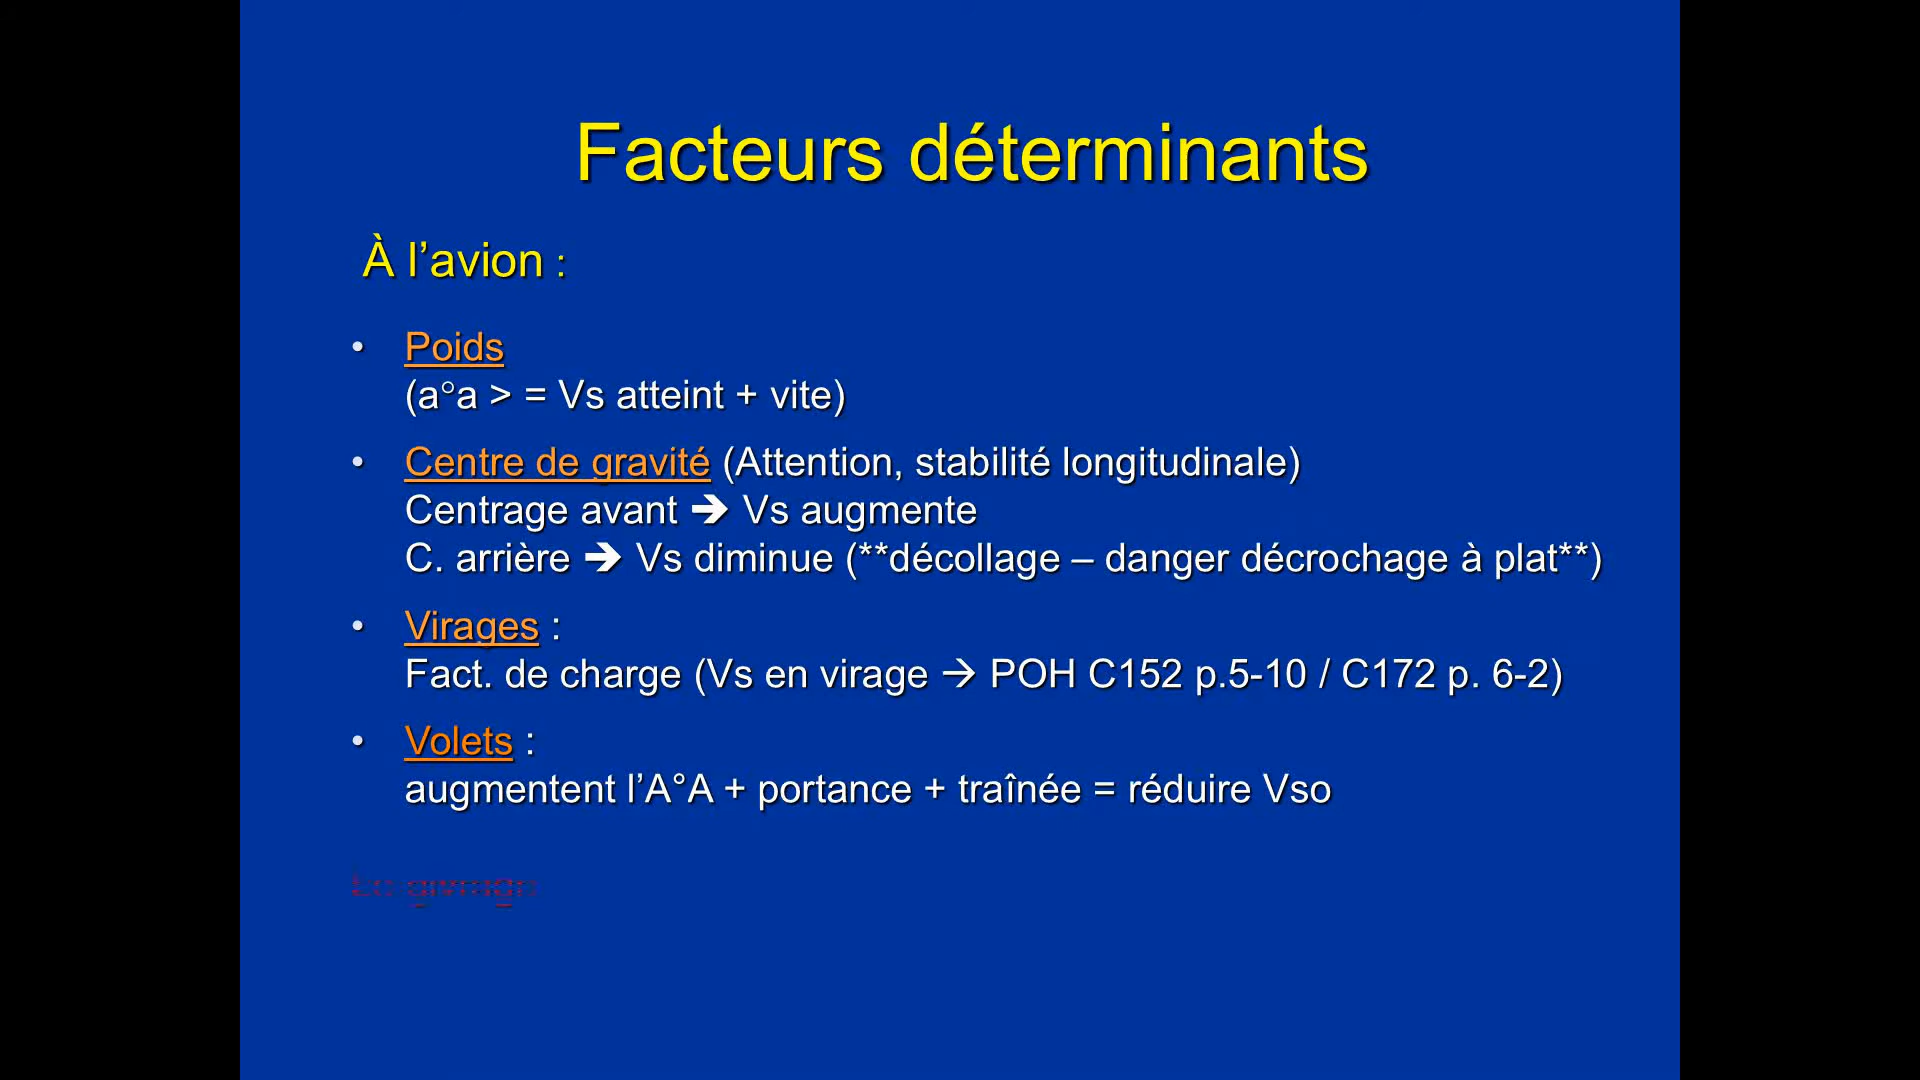 Facteurs déterminants
À l’avion :
• Poids
(a°a > = Vs atteint + vite)
• Centre de gravité (Attention, stabilité longitudinale)
Centrage avant 🡺 Vs augmente
C. arrière 🡺 Vs diminue (**décollage – danger décrochage à plat**)
• Virages :
Fact. de charge (Vs en virage → POH C152 p.5-10 / C172 p. 6-2)
• Volets :
augmentent l’A°A + portance + traînée = réduire Vso